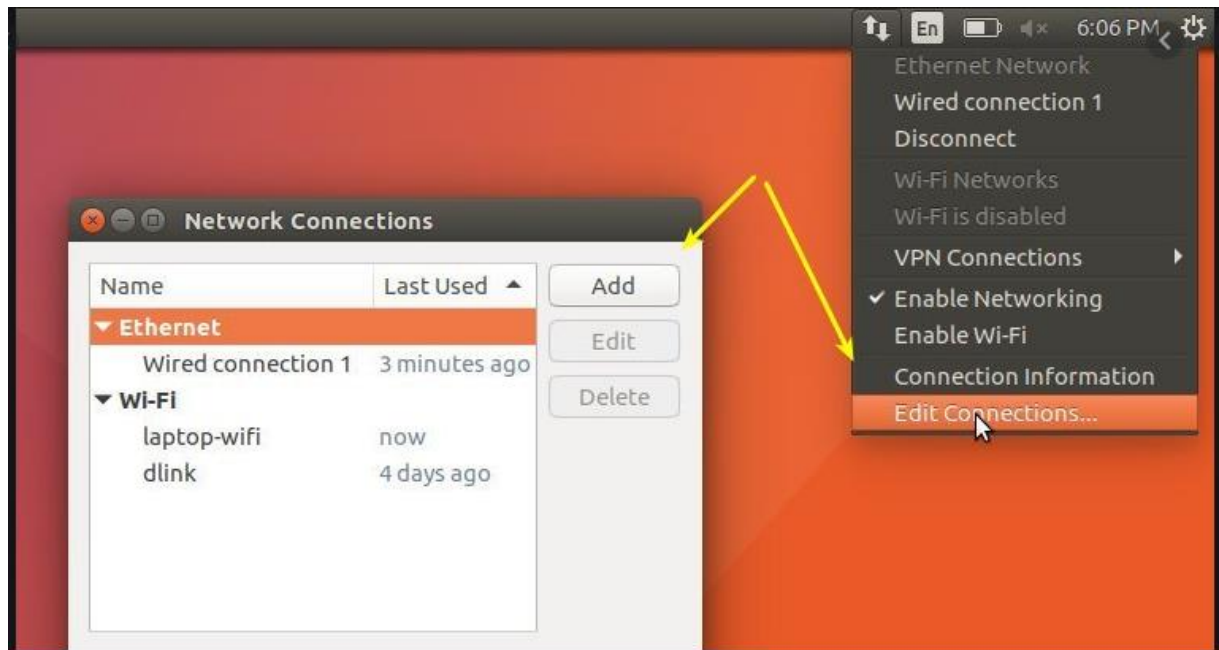 En 6:06 PM
Ethernet Network
Wired connection 1
Disconnect
Wi-Fi Networks
Wi-Fi is disabled
VPN Connections
Enable Networking
Enable Wi-Fi
Connection Information
Edit Connections...
Network Connections
Name Last Used Add
Ethernet
Edit
Wired connection 1 3 minutes ago
Wi-Fi
Delete
laptop-wifi now
dlink 4 days ago